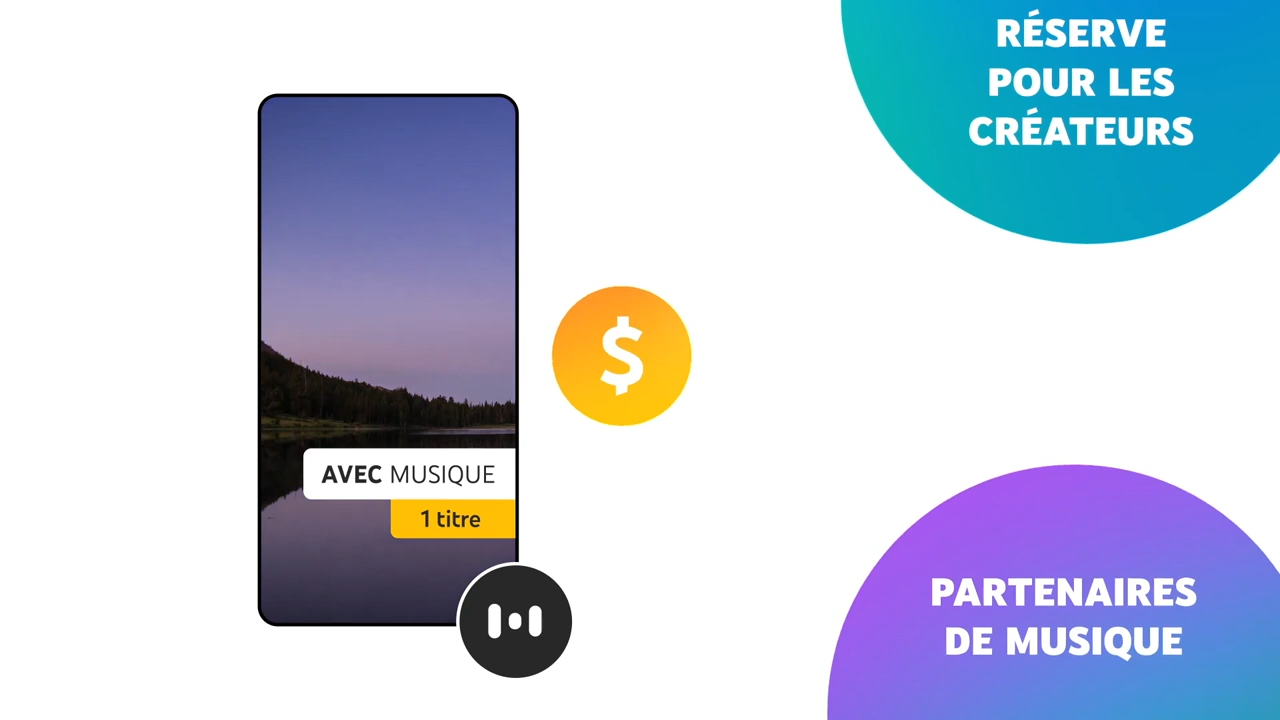 RÉSERVE
POUR LES
CRÉATEURS
AVEC MUSIQUE
1 titre
$
PARTENAIRES
DE MUSIQUE